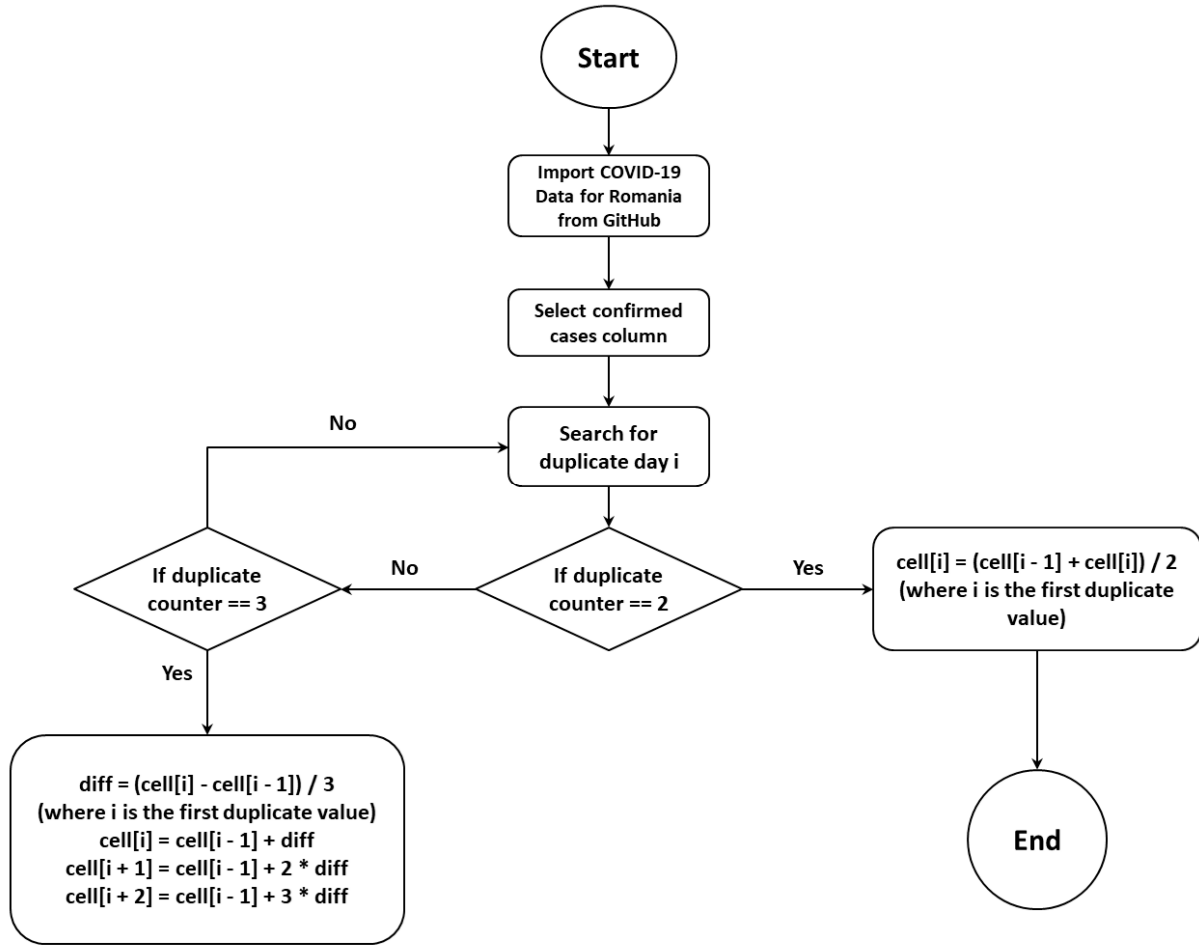 Start
Import COVID-19
Data for Romania
from GitHub
Select confirmed
cases column
No
Search for
duplicate day i
If duplicate
counter == 3
No
If duplicate
counter == 2
Yes
cell[i] = (cell[i - 1] + cell[i]) / 2
(where i is the first duplicate
value)
Yes
diff = (cell[i] - cell[i - 1]) / 3
(where i is the first duplicate value)
cell[i] = cell[i - 1] + diff
cell[i + 1] = cell[i - 1] + 2 * diff
cell[i + 2] = cell[i - 1] + 3 * diff
End